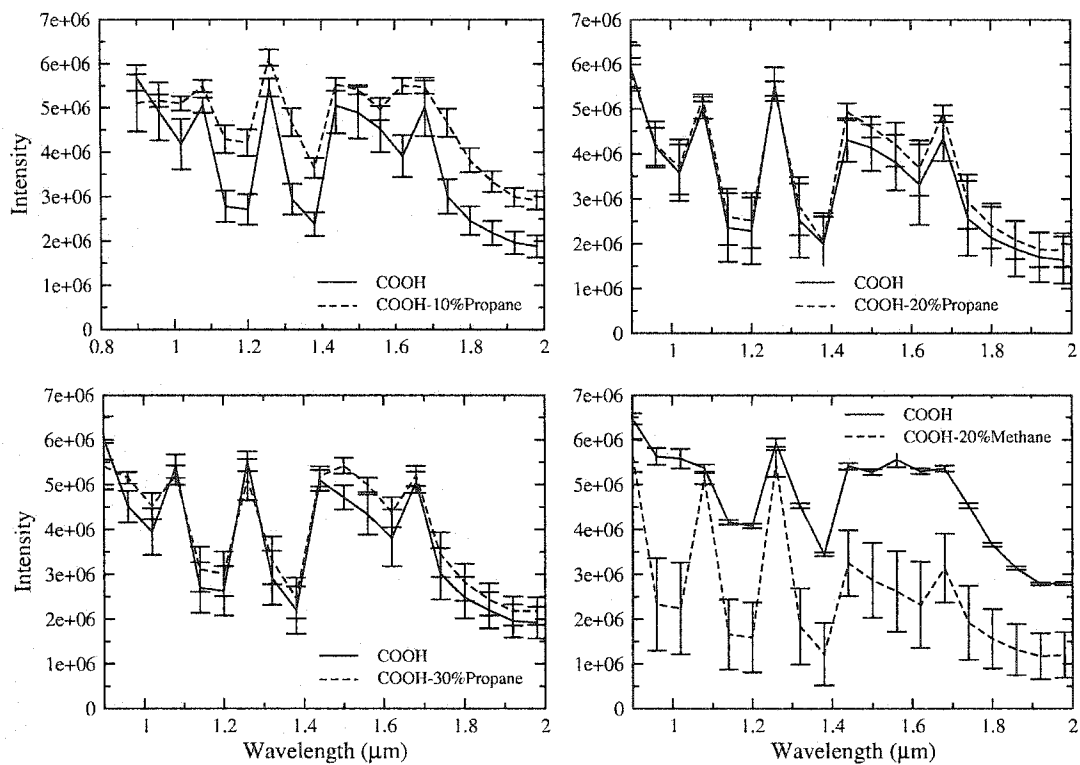 7e+06
6e+06
5e+06
4e+06
3e+06
2e+06
1e+06
0
Intensity
COOH
COOH-10%Propane
0.8 1 1.2 1.4 1.6 1.8 2
7e+06
6e+06
5e+06
4e+06
3e+06
2e+06
1e+06
0
COOH
COOH-20%Propane
1 1.2 1.4 1.6 1.8 2
7e+06
6e+06
5e+06
4e+06
3e+06
2e+06
1e+06
0
Intensity
COOH
COOH-30%Propane
1 1.2 1.4 1.6 1.8 2
Wavelength (μm)
7e+06
6e+06
5e+06
4e+06
3e+06
2e+06
1e+06
0
COOH
COOH-20%Methane
1 1.2 1.4 1.6 1.8 2
Wavelength (μm)